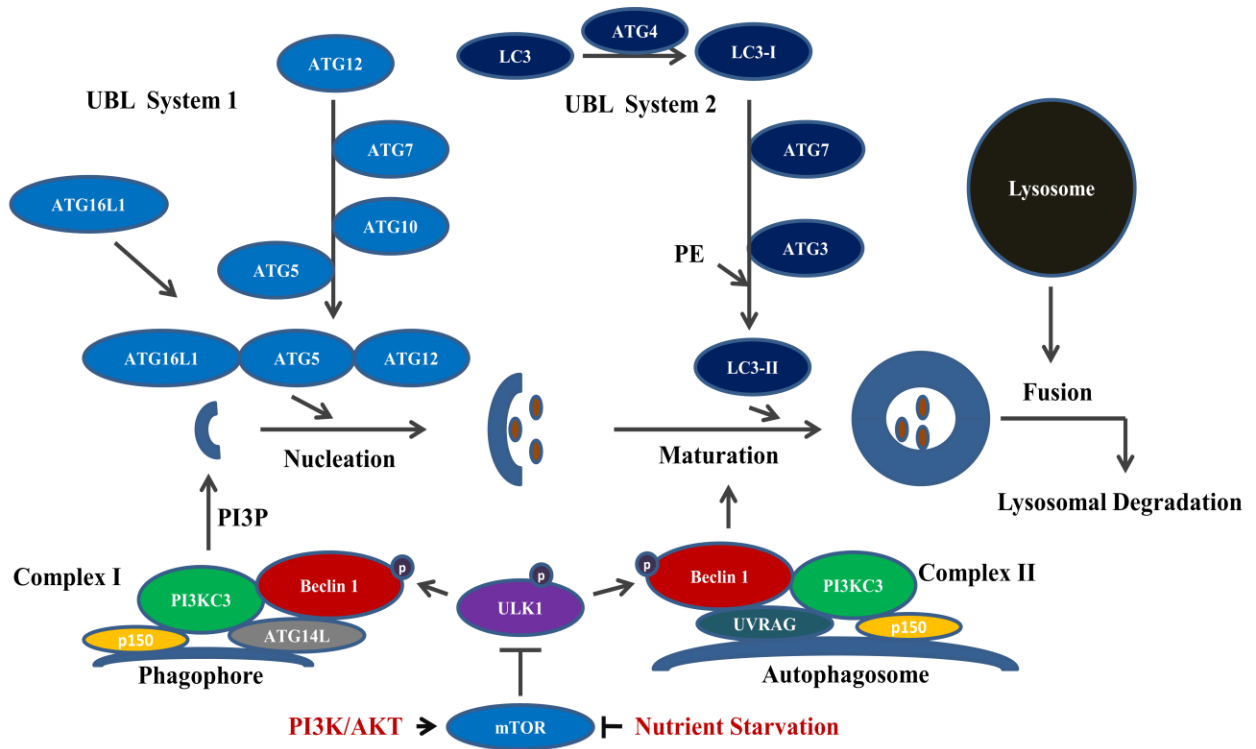 ATG12
LC3
ATG4
LC3-I
UBL System 1
UBL System 2
ATG7
ATG7
Lysosome
ATG16L1
ATG10
ATG5
PE
ATG3
ATG16L1
ATG5
ATG12
LC3-II
Fusion
Nucleation
Maturation
Lysosomal Degradation
PI3P
Complex I
PI3KC3
Beclin 1
p
p150
ATG14L
Phagophore
p
ULK1
p
Beclin 1
PI3KC3
Complex II
UVRAG
p150
Autophagosome
PI3K/AKT
mTOR
Nutrient Starvation